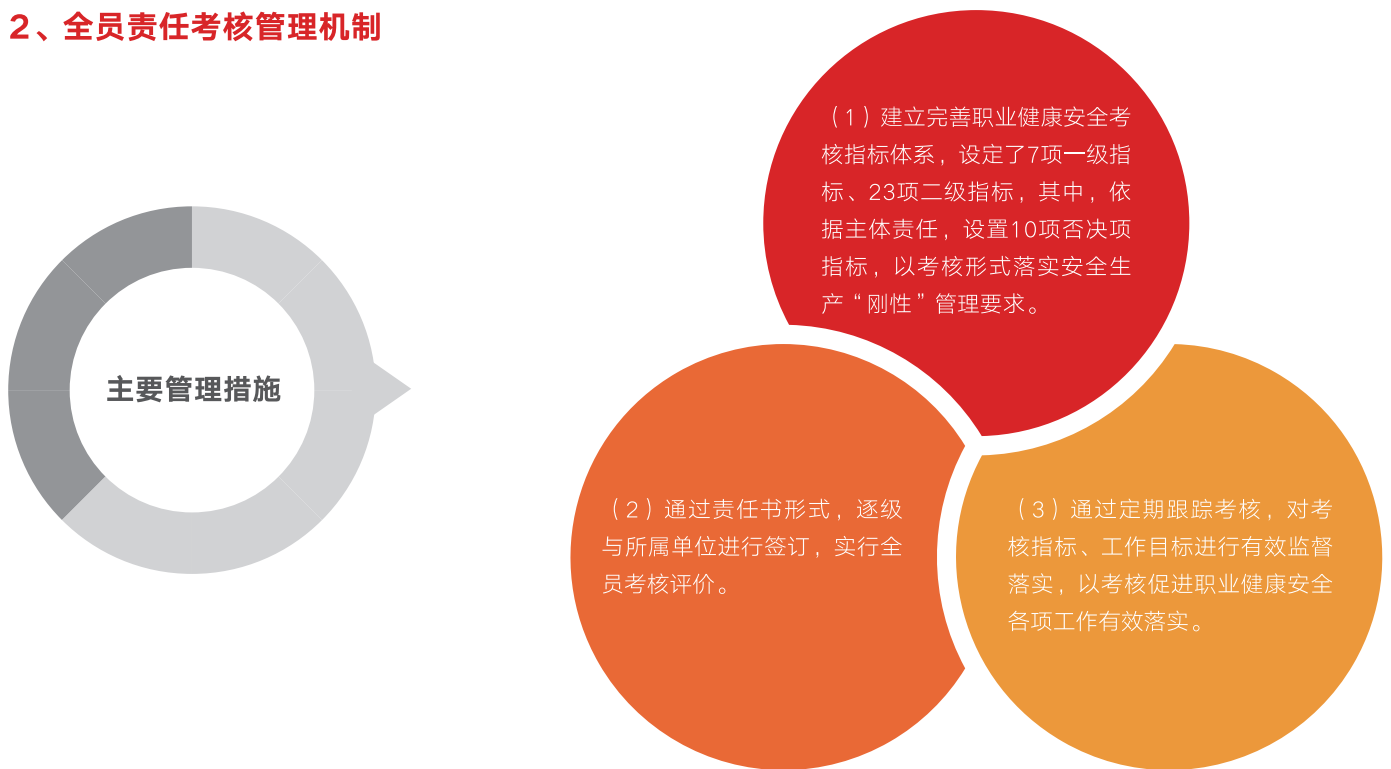 2、全员责任考核管理机制
主要管理措施
（1）建立完善职业健康安全考
核指标体系，设定了7项一级指
标、23项二级指标，其中，依
据主体责任，设置10项否决项
指标，以考核形式落实安全生
产“刚性”管理要求。
（2）通过责任书形式，逐级
与所属单位进行签订，实行全
员考核评价。
（3）通过定期跟踪考核，对考
核指标、工作目标进行有效监督
落实，以考核促进职业健康安全
各项工作有效落实。